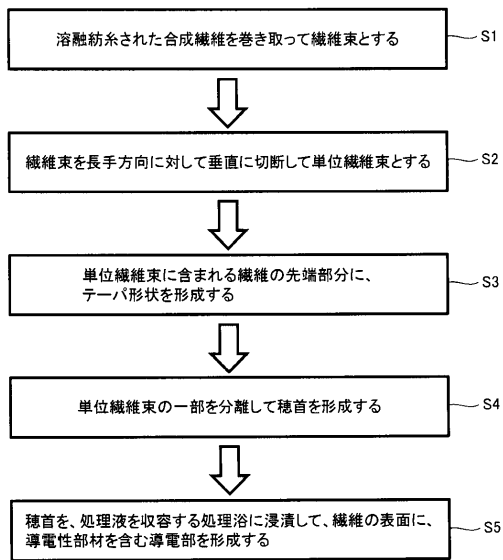 溶融紡糸された合成繊維を巻き取って繊維束とする
S1
繊維束を長手方向に対して垂直に切断して単位繊維束とする
S2
単位繊維束に含まれる繊維の先端部分に、
テーパ形状を形成する
S3
単位繊維束の一部を分離して穂首を形成する
S4
穂首を、処理液を収容する処理浴に浸漬して、繊維の表面に、
導電性部材を含む導電部を形成する
S5